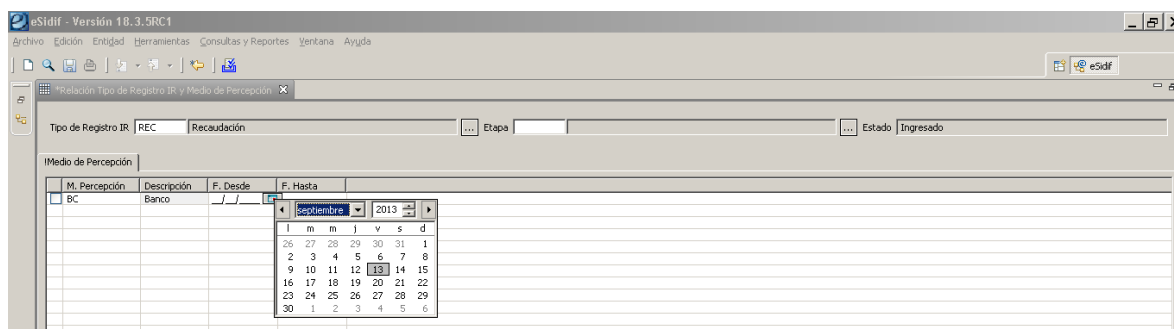 eSidif - Versión 18.3.5RC1
Archivo Edición Entidad Herramientas Consultas y Reportes Ventana Ayuda
eSidif
*Relación Tipo de Registro IR y Medio de Percepción
Tipo de Registro IR REC Recaudación ... Etapa ... Estado Ingresado
!Medio de Percepción
M. Percepción Descripción F. Desde F. Hasta
BC Banco __/__/____
septiembre 2013
l m m j v s d
26 27 28 29 30 31 1
2 3 4 5 6 7 8
9 10 11 12 13 14 15
16 17 18 19 20 21 22
23 24 25 26 27 28 29
30 1 2 3 4 5 6